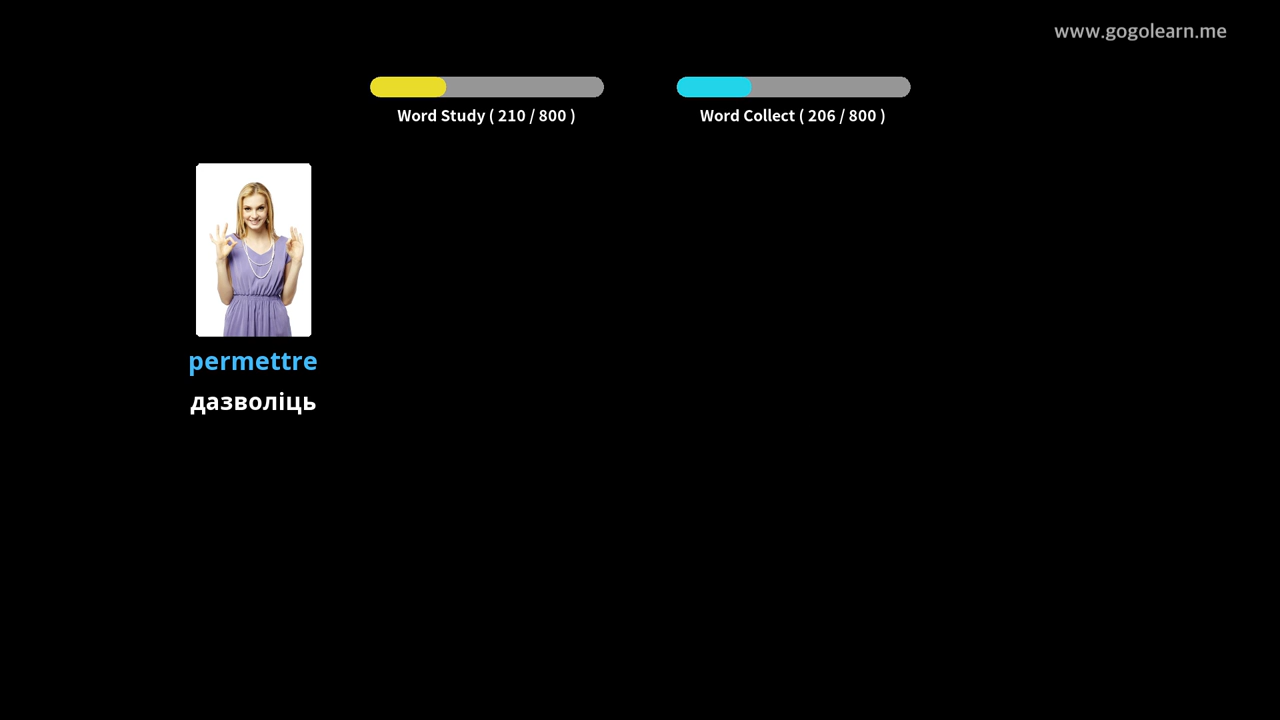 www.gogolearn.me
Word Study ( 210 / 800 )
Word Collect ( 206 / 800 )
permettre
дазволіць